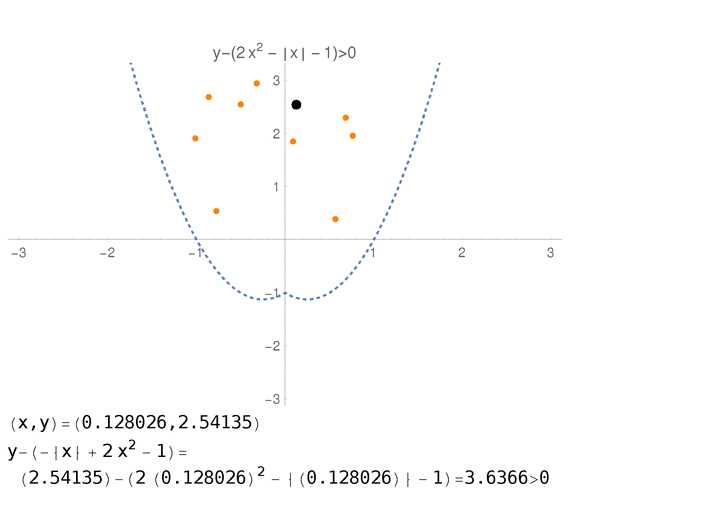 y−(2 x² − |x| − 1)>0
3
2
1
−3 −2 −1 1 2 3
−1
−2
−3
(x,y)=(0.128026,2.54135)
y−(−|x| + 2 x² − 1)=
(2.54135)−(2 (0.128026)² − |(0.128026)| − 1)=3.6366>0